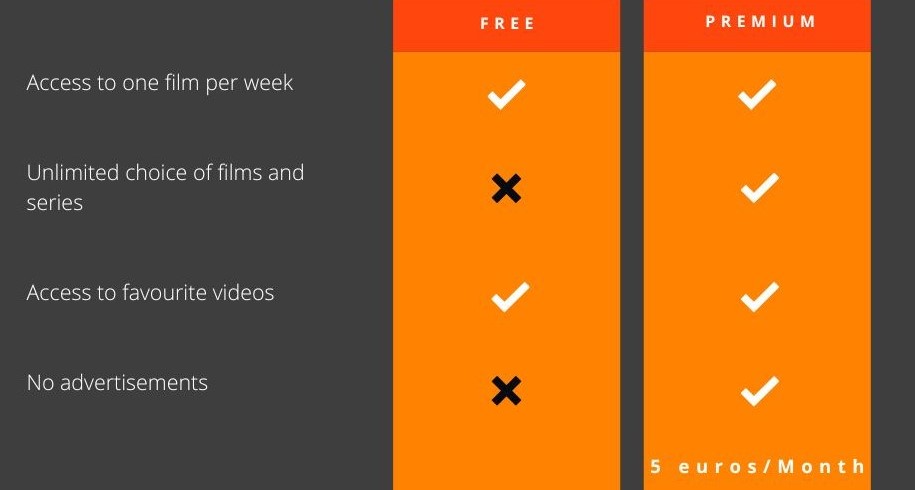 FREE
PREMIUM
Access to one film per week
Unlimited choice of films and
series
Access to favourite videos
No advertisements
5 euros/Month